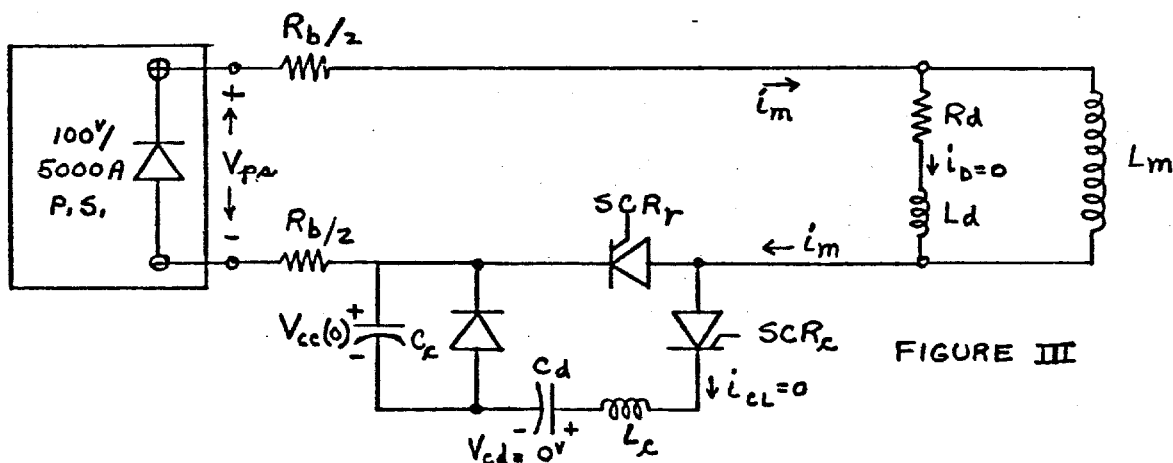 Rb/2
100V/
5000A
P.S.
+
Vps
-
im
Rd
iD=0
Ld
Lm
Rb/2
SCRr
im
Vcc(0)
+
-
Cc
SCRc
FIGURE III
Cd
icL=0
- +
Vcd= 0V
Lc